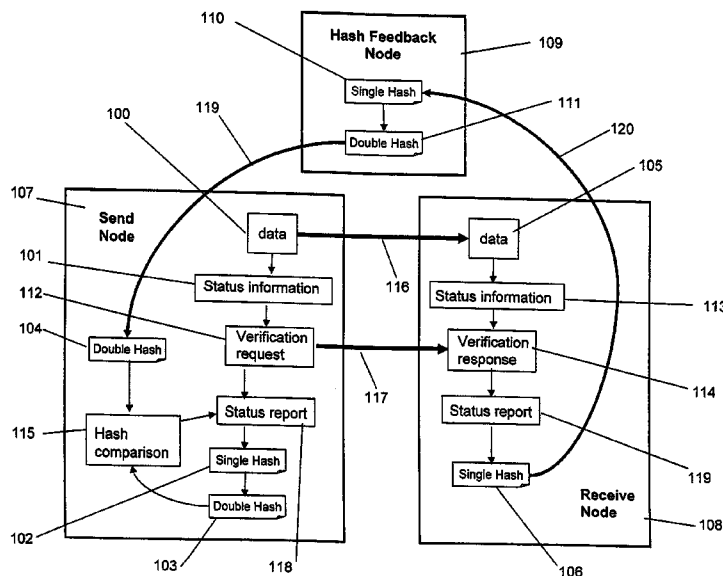 110
Hash Feedback
Node
109
Single Hash
111
119
Double Hash
120
100
105
107
Send
Node
data
data
101
116
Status information
Status information
113
112
104
Double Hash
Verification
request
Verification
response
117
114
Status report
Status report
115
Hash
comparison
119
Single Hash
Single Hash
Double Hash
Receive
Node
102
103
118
106
108